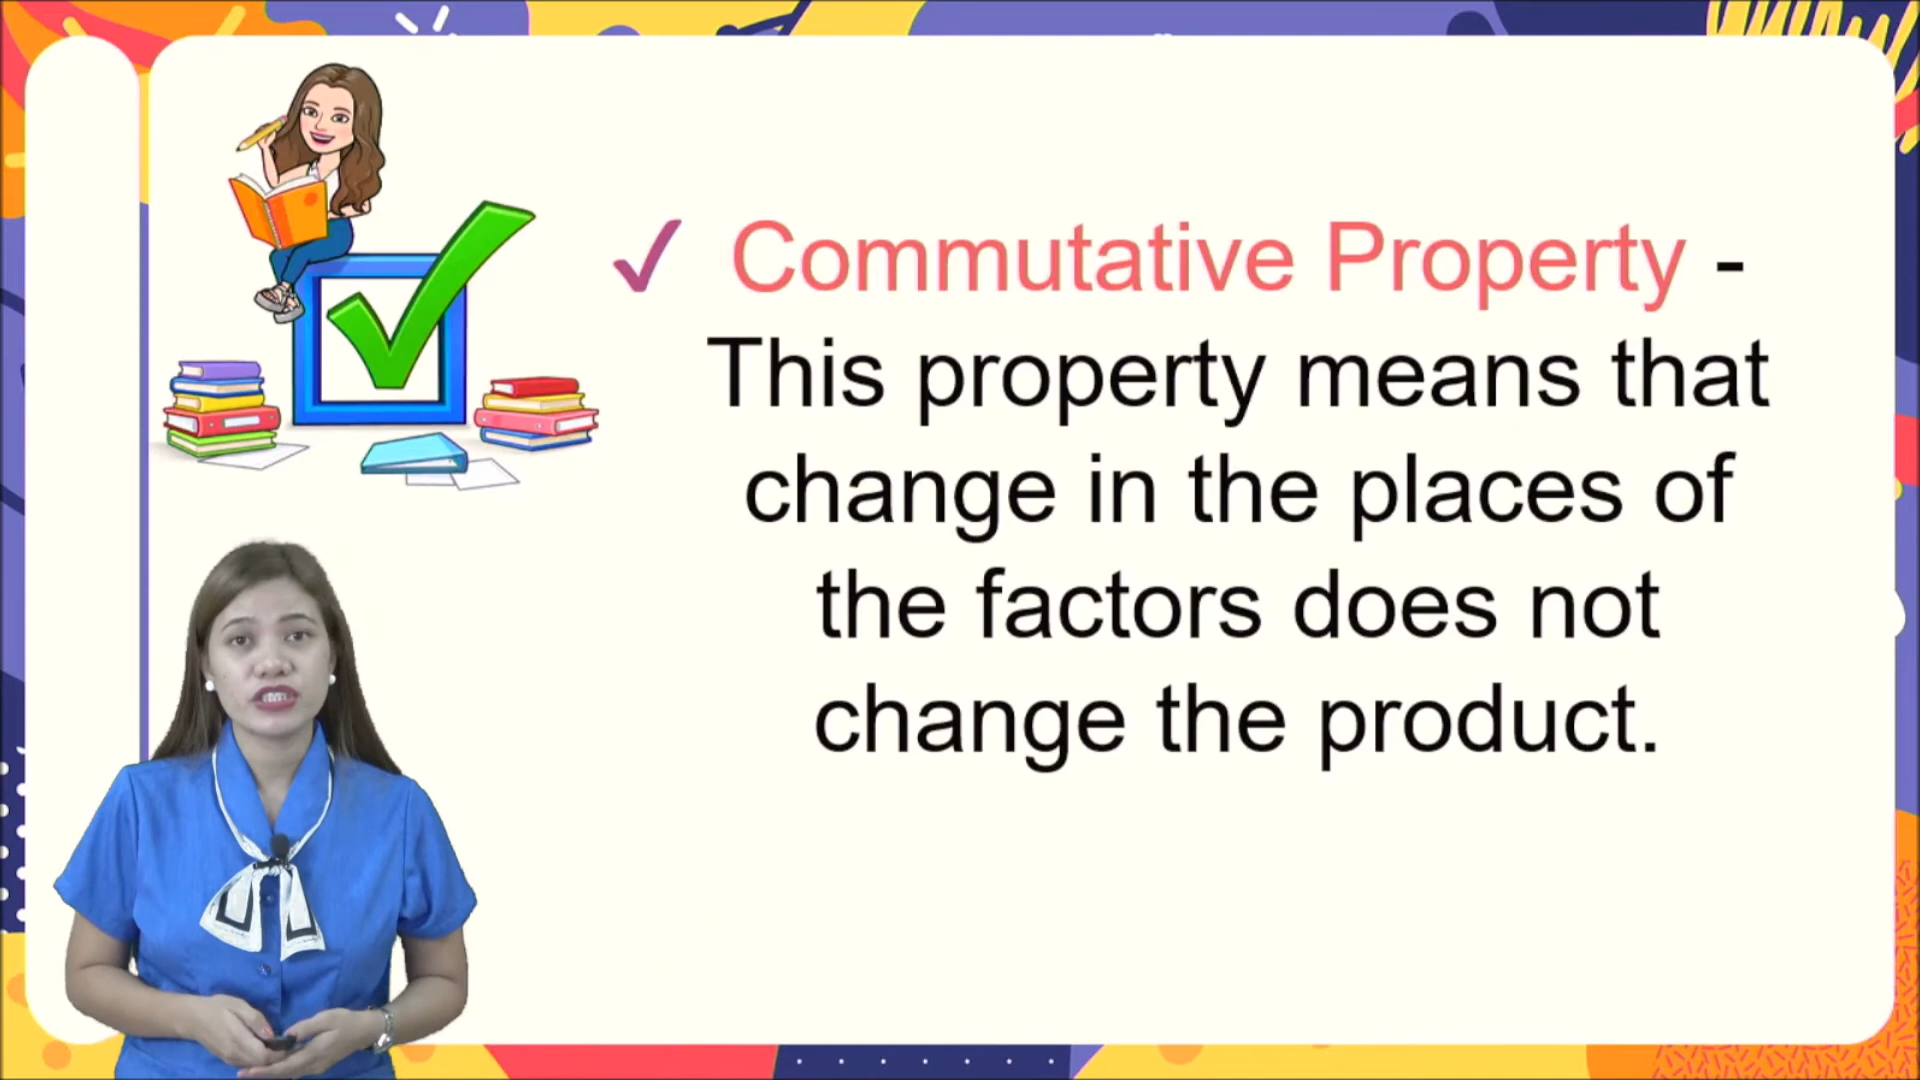 ✓ Commutative Property -
This property means that
change in the places of
the factors does not
change the product.